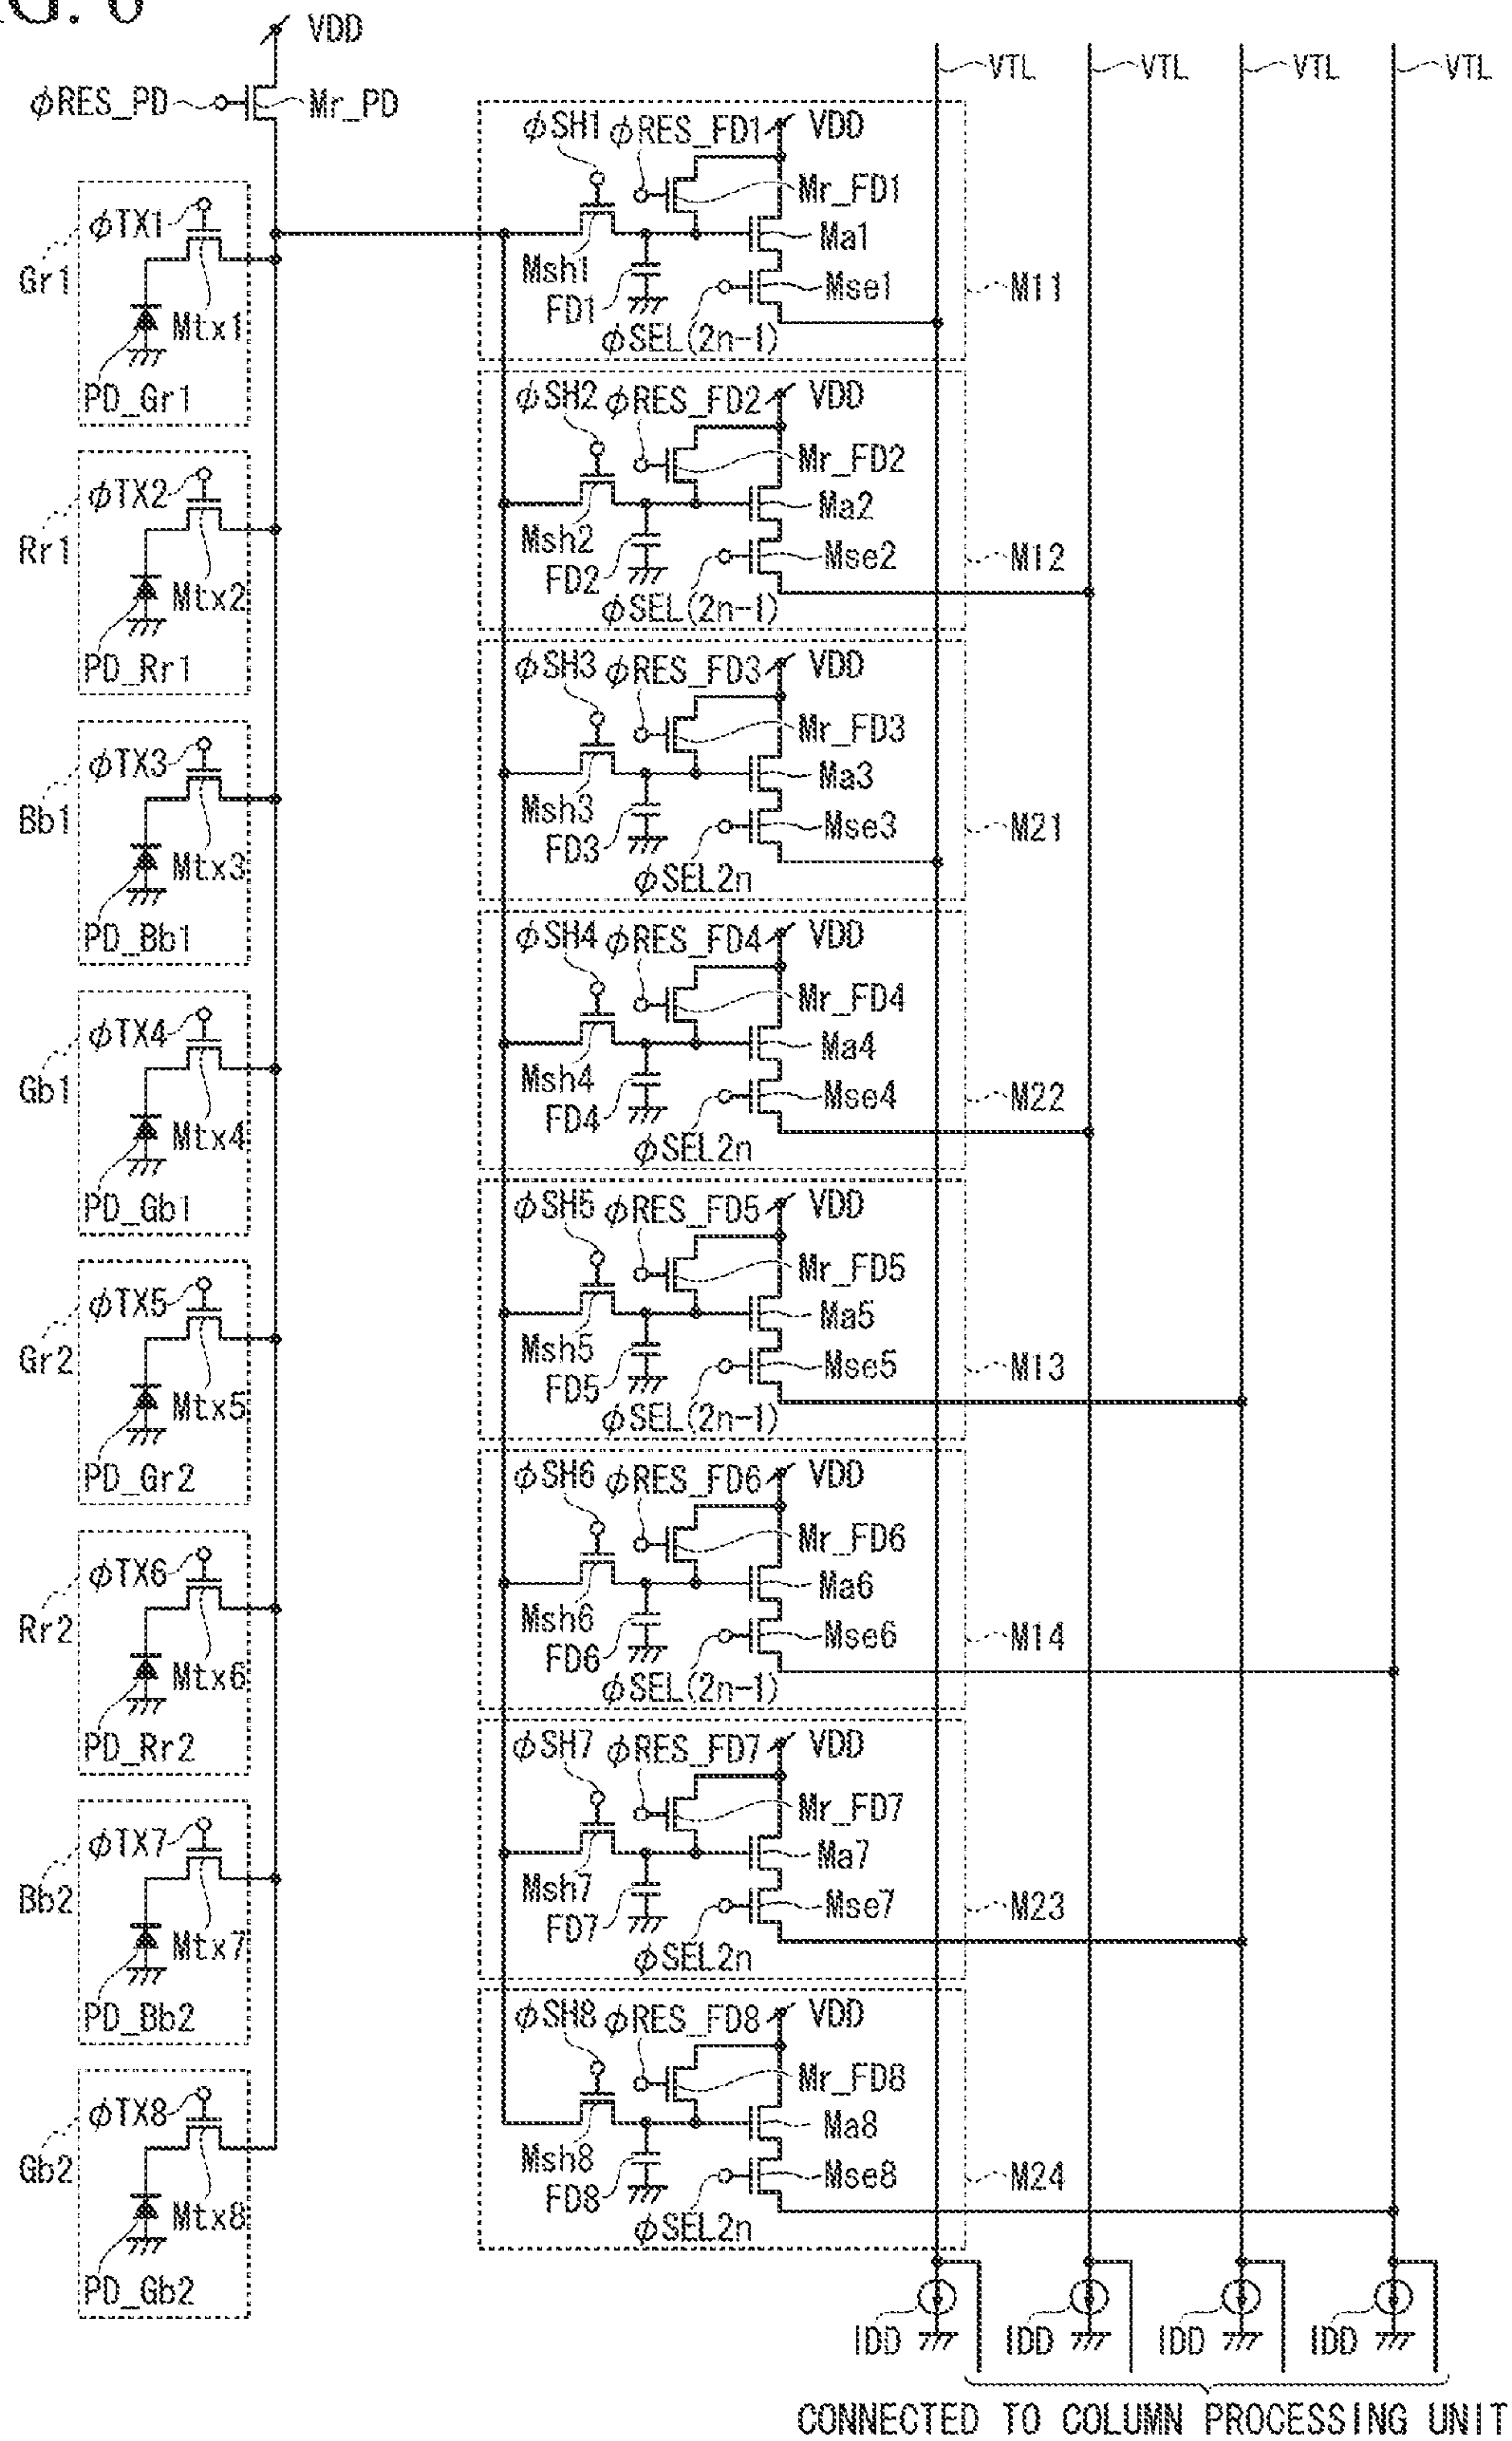 VDD
φRES_PD
Mr_PD
VTL
VTL
VTL
VTL
Gr1
φTX1
Mtx1
PD_Gr1
Rr1
φTX2
Mtx2
PD_Rr1
Bb1
φTX3
Mtx3
PD_Bb1
Gb1
φTX4
Mtx4
PD_Gb1
Gr2
φTX5
Mtx5
PD_Gr2
Rr2
φTX6
Mtx6
PD_Rr2
Bb2
φTX7
Mtx7
PD_Bb2
Gb2
φTX8
Mtx8
PD_Gb2
φSH1
φRES_FD1
VDD
Mr_FD1
Msh1
Ma1
FD1
Mse1
M11
φSEL(2n-1)
φSH2
φRES_FD2
VDD
Mr_FD2
Msh2
Ma2
FD2
Mse2
M12
φSEL(2n-1)
φSH3
φRES_FD3
VDD
Mr_FD3
Msh3
Ma3
FD3
Mse3
M21
φSEL2n
φSH4
φRES_FD4
VDD
Mr_FD4
Msh4
Ma4
FD4
Mse4
M22
φSEL2n
φSH5
φRES_FD5
VDD
Mr_FD5
Msh5
Ma5
FD5
Mse5
M13
φSEL(2n-1)
φSH6
φRES_FD6
VDD
Mr_FD6
Msh6
Ma6
FD6
Mse6
M14
φSEL(2n-1)
φSH7
φRES_FD7
VDD
Mr_FD7
Msh7
Ma7
FD7
Mse7
M23
φSEL2n
φSH8
φRES_FD8
VDD
Mr_FD8
Msh8
Ma8
FD8
Mse8
M24
φSEL2n
IDD
IDD
IDD
IDD
CONNECTED TO COLUMN PROCESSING UNIT